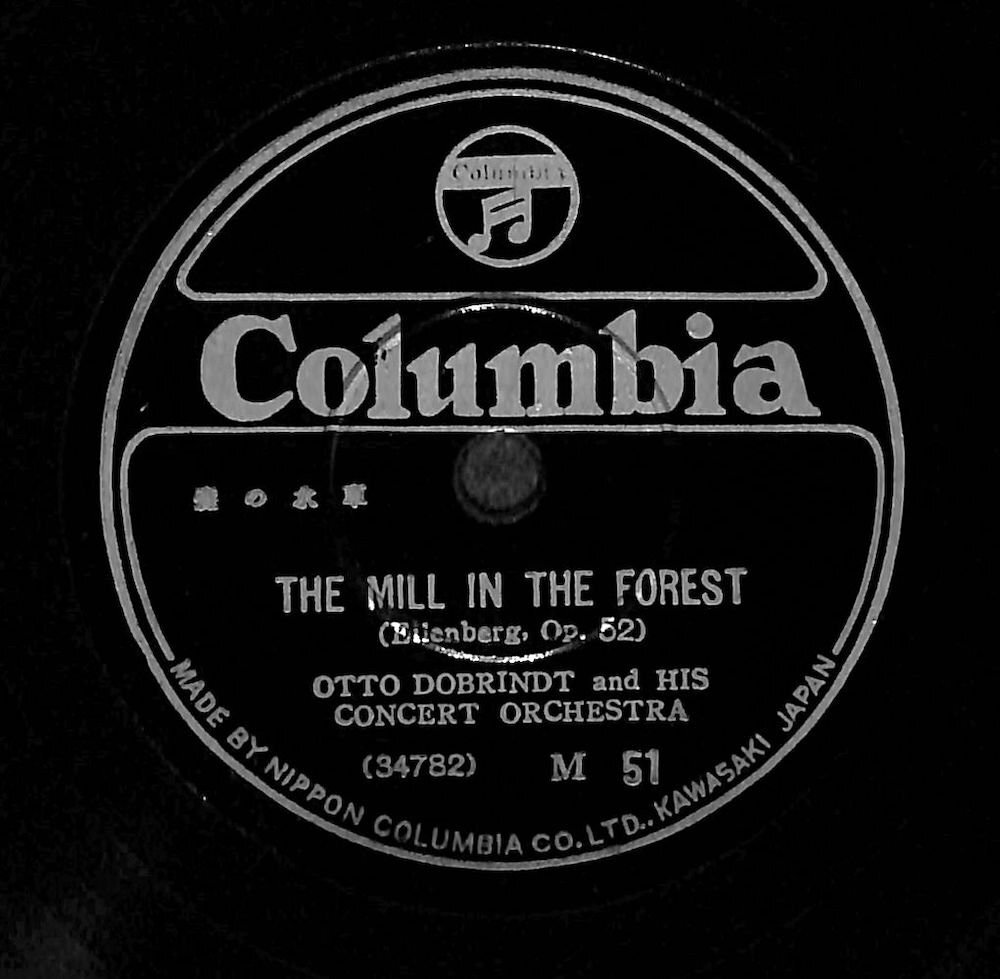 Columbia
Columbia
森の水車
THE MILL IN THE FOREST
(Eilenberg, Op. 52)
OTTO DOBRINDT and HIS
CONCERT ORCHESTRA
(34782) M 51
MADE BY NIPPON COLUMBIA CO. LTD., KAWASAKI JAPAN